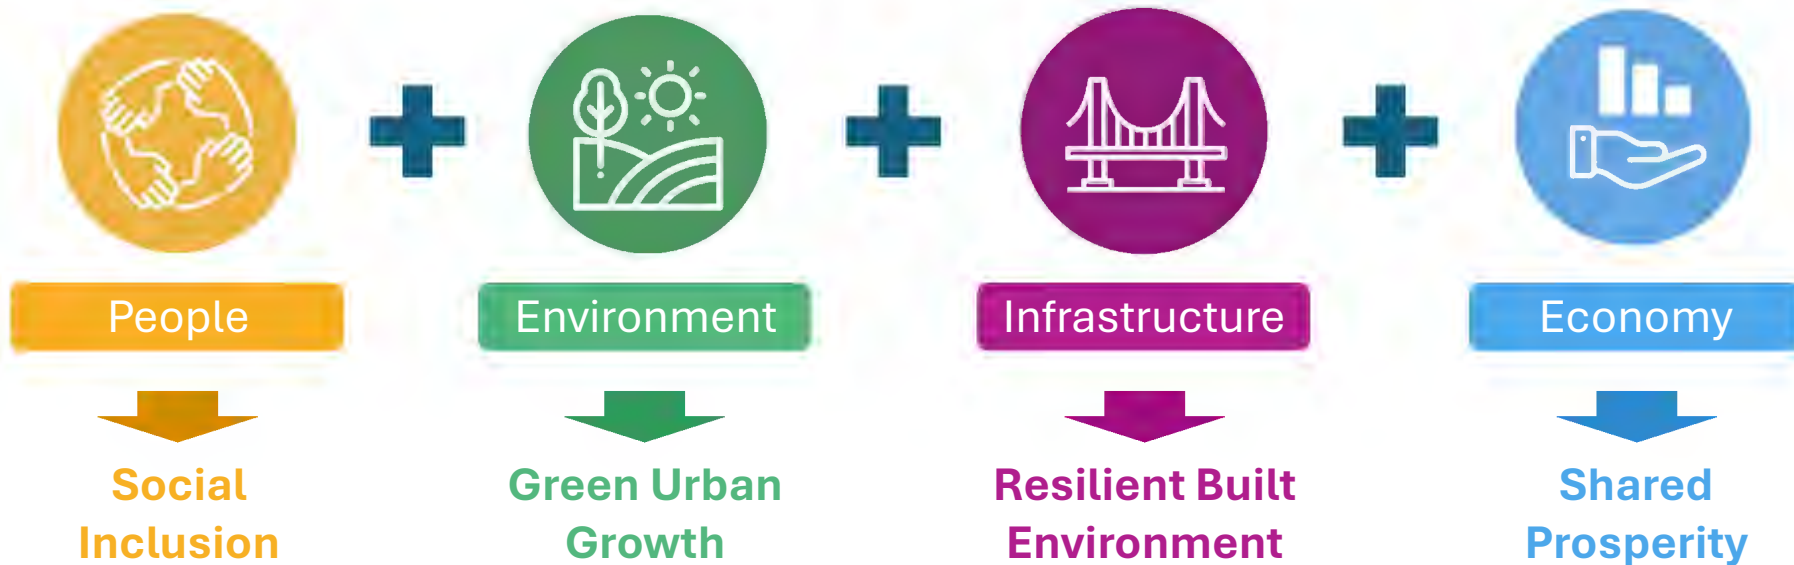 People
Environment
Infrastructure
Economy
Social
Inclusion
Green Urban
Growth
Resilient Built
Environment
Shared
Prosperity